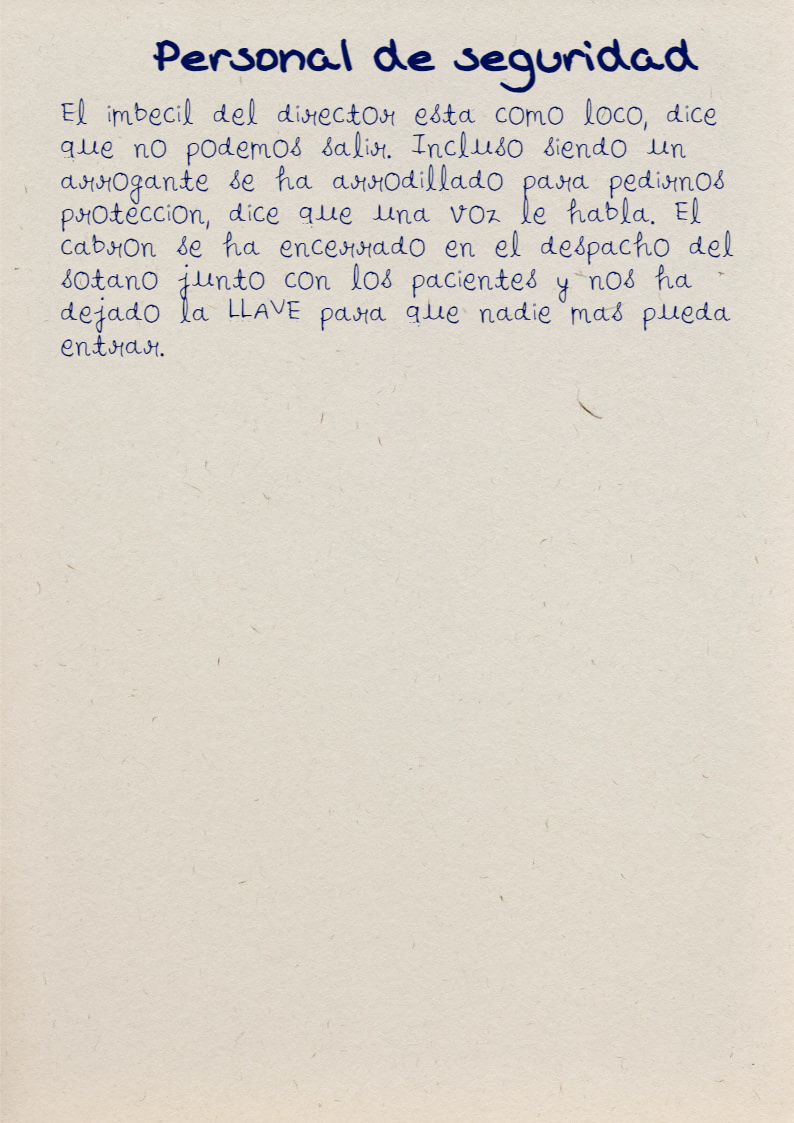 Personal de seguridad
El imbecil del director esta como loco, dice
que no podemos salir. Incluso siendo un
arrogante se ha arrodillado para pedirnos
proteccion, dice que una voz le habla. El
cabron se ha encerrado en el despacho del
sotano junto con los pacientes y nos ha
dejado la LLAVE para que nadie mas pueda
entrar.